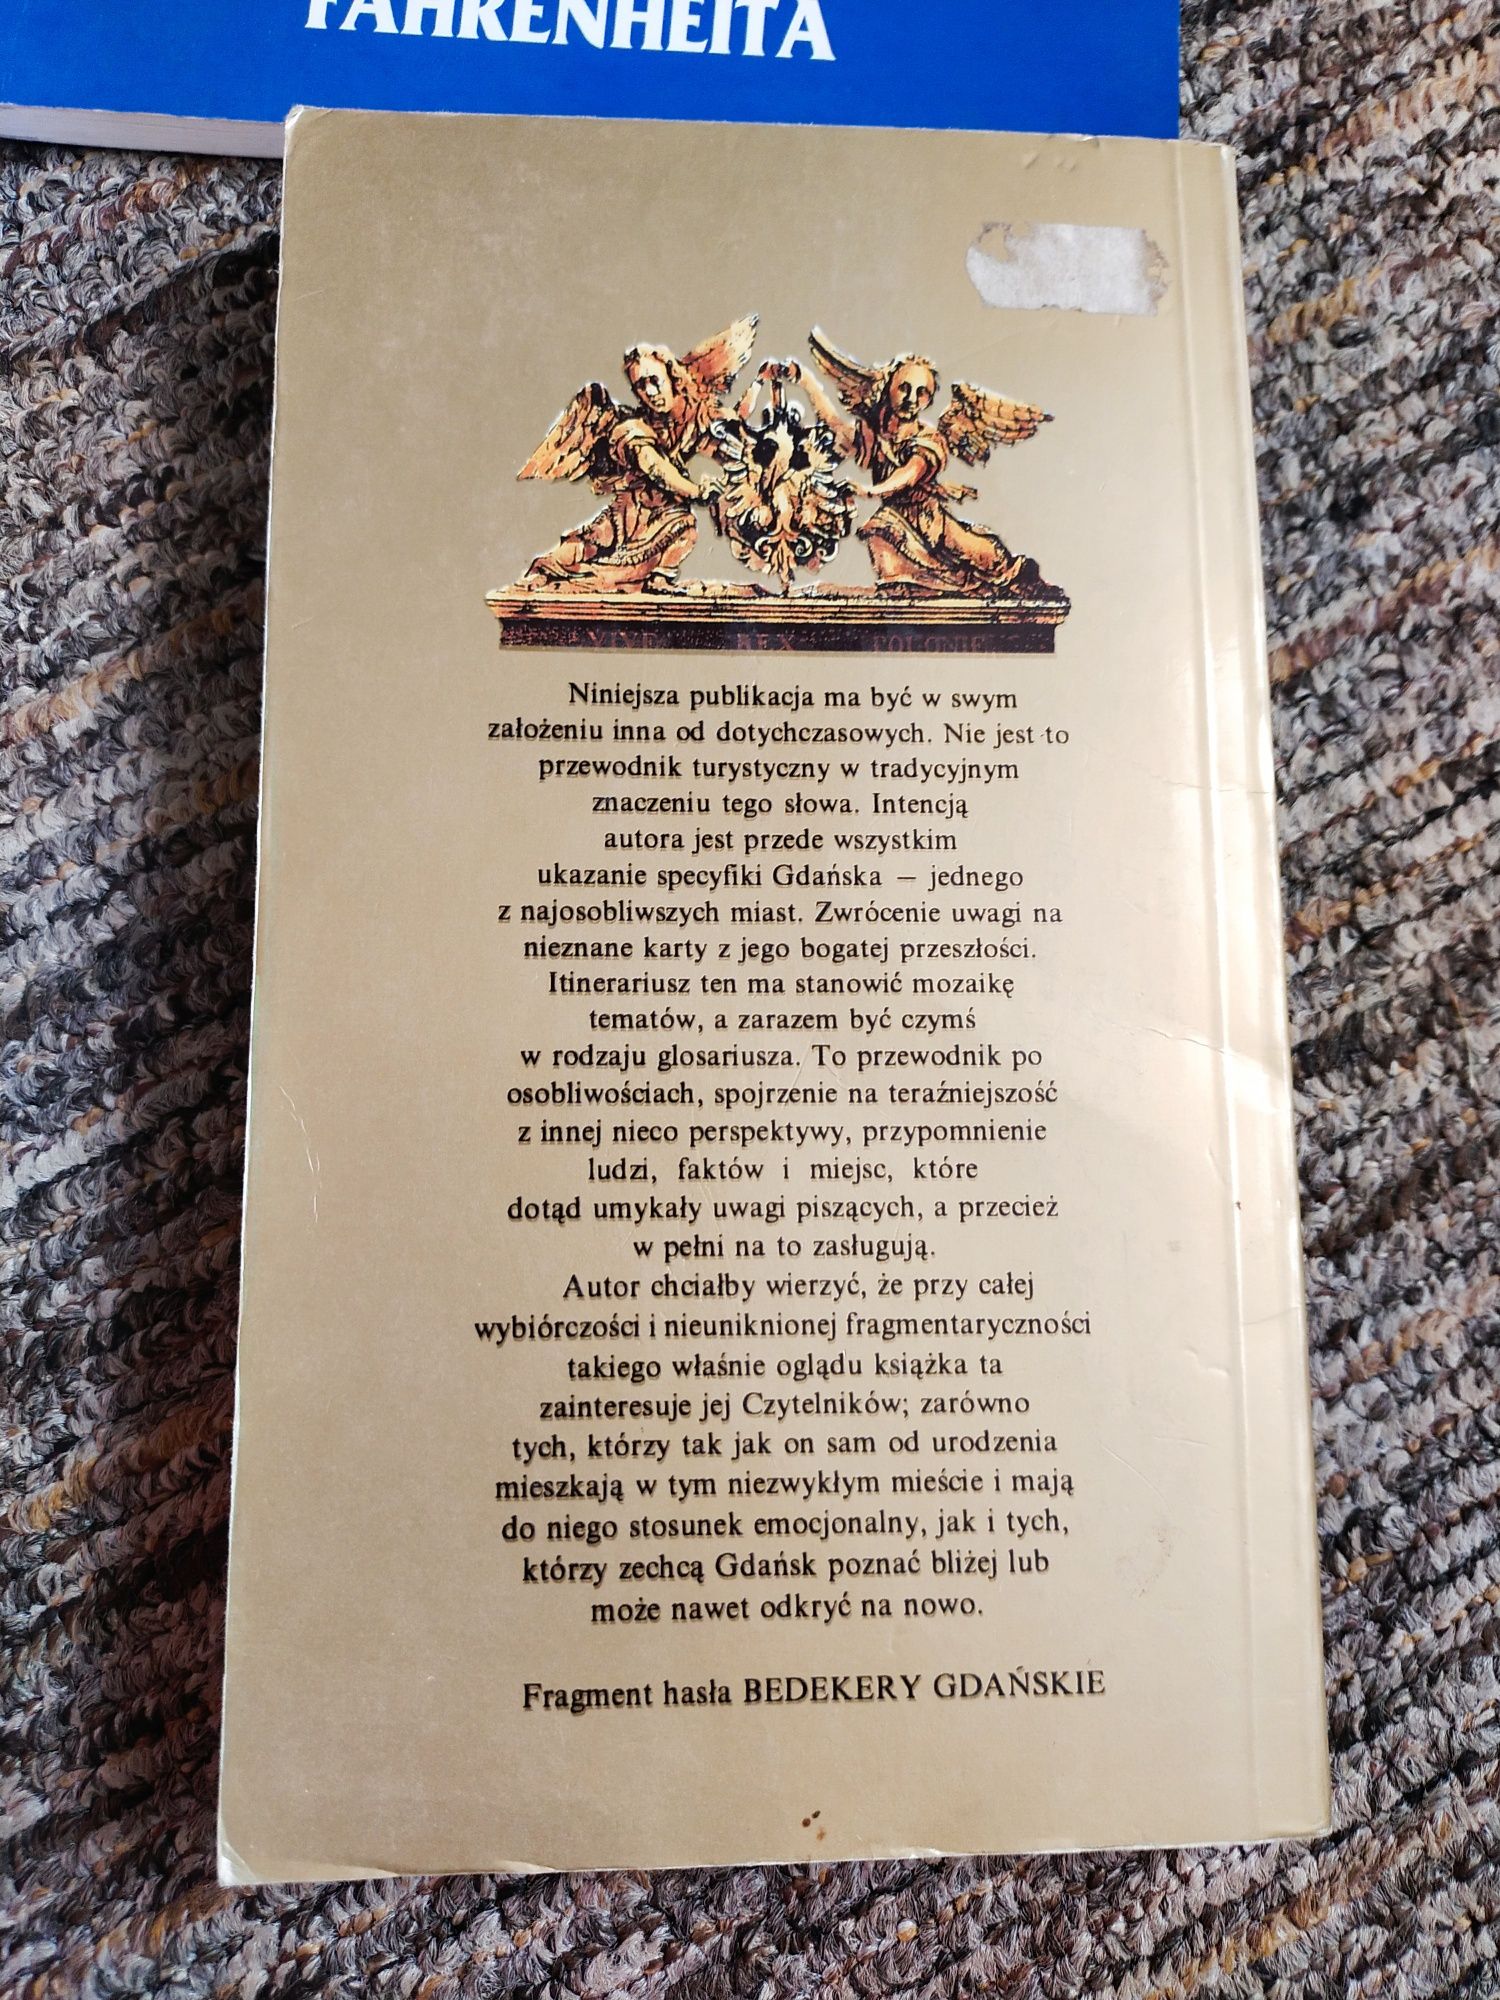 FAHRENHEITA
VIVE REX POLONIE
Niniejsza publikacja ma być w swym
założeniu inna od dotychczasowych. Nie jest to
przewodnik turystyczny w tradycyjnym
znaczeniu tego słowa. Intencją
autora jest przede wszystkim
ukazanie specyfiki Gdańska – jednego
z najosobliwszych miast. Zwrócenie uwagi na
nieznane karty z jego bogatej przeszłości.
Itinerariusz ten ma stanowić mozaikę
tematów, a zarazem być czymś
w rodzaju glosariusza. To przewodnik po
osobliwościach, spojrzenie na teraźniejszość
z innej nieco perspektywy, przypomnienie
ludzi, faktów i miejsc, które
dotąd umykały uwagi piszących, a przecież
w pełni na to zasługują.
Autor chciałby wierzyć, że przy całej
wybiórczości i nieuniknionej fragmentaryczności
takiego właśnie oglądu książka ta
zainteresuje jej Czytelników; zarówno
tych, którzy tak jak on sam od urodzenia
mieszkają w tym niezwykłym mieście i mają
do niego stosunek emocjonalny, jak i tych,
którzy zechcą Gdańsk poznać bliżej lub
może nawet odkryć na nowo.
Fragment hasła BEDEKERY GDAŃSKIE